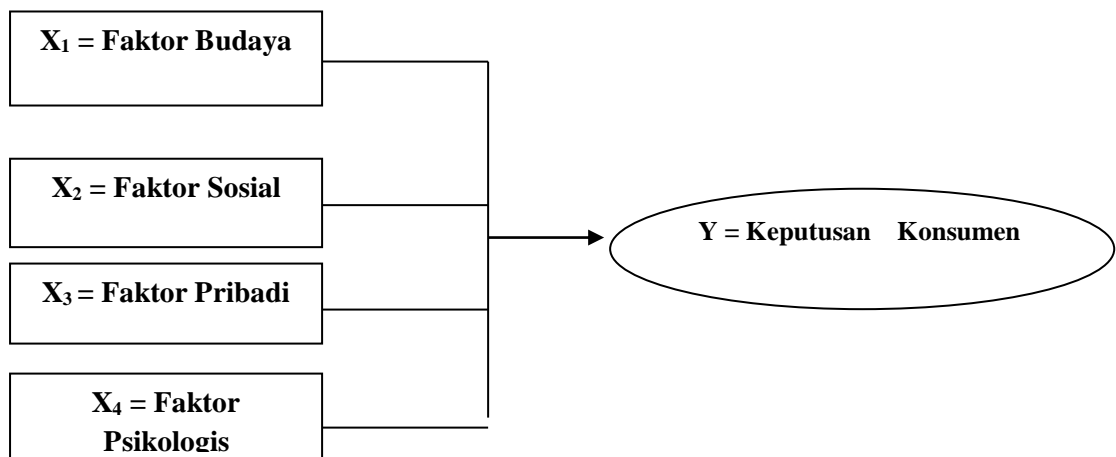 X₁ = Faktor Budaya
X₂ = Faktor Sosial
Y = Keputusan Konsumen
X₃ = Faktor Pribadi
X₄ = Faktor
Psikologis